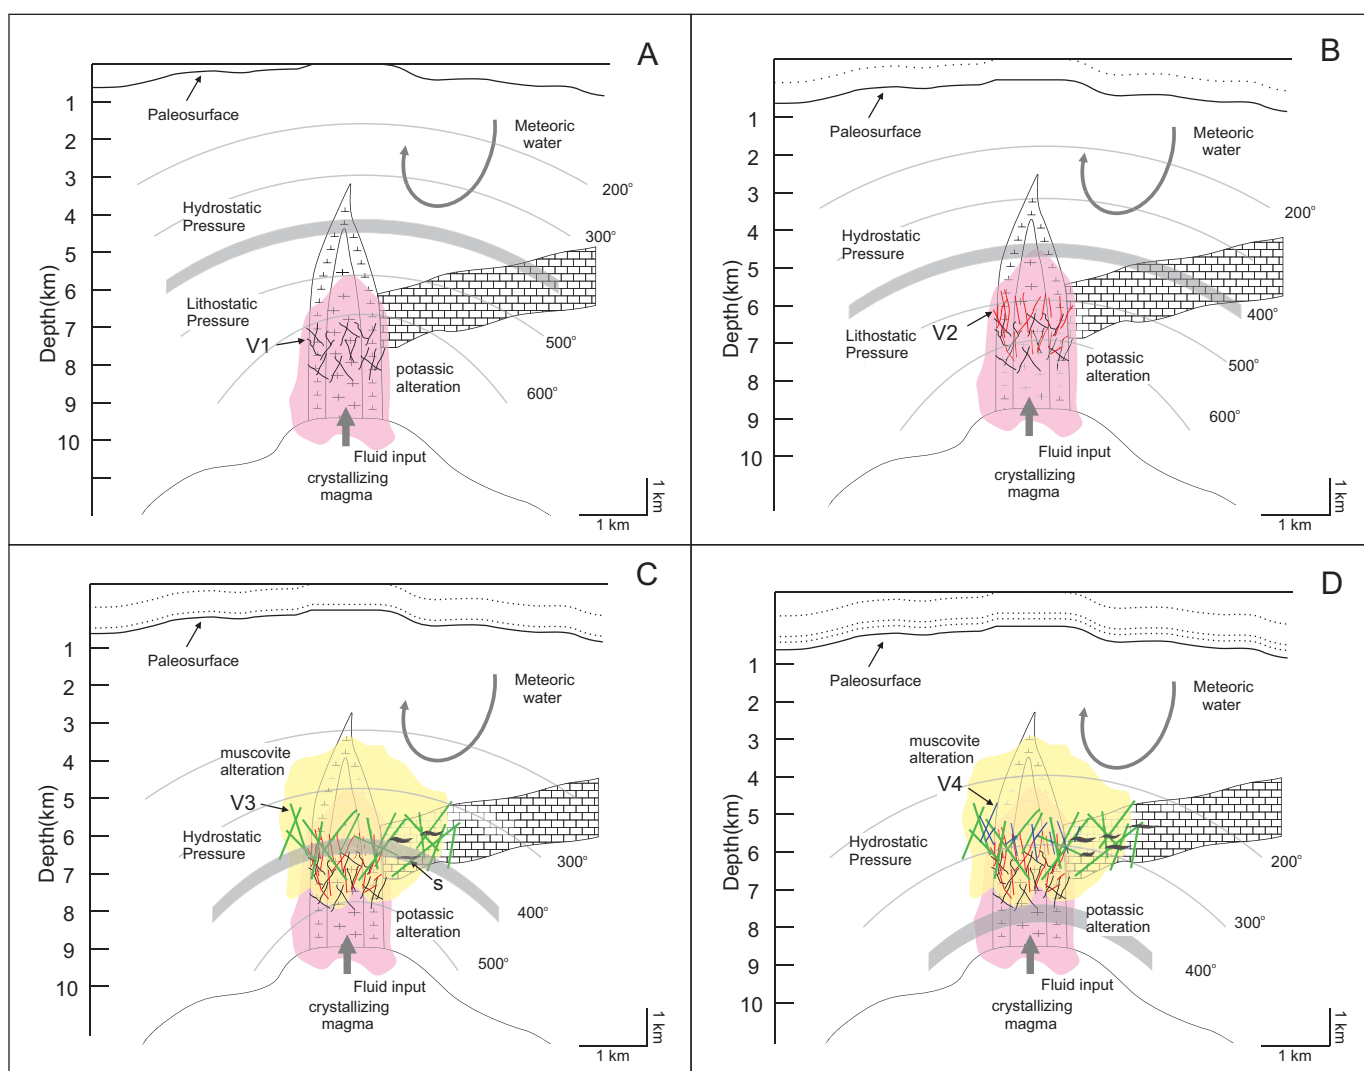 A
Paleosurface
Meteoric
water
1
2
3
4
5
6
7
8
9
10
Depth(km)
Hydrostatic
Pressure
Lithostatic
Pressure
V1
200°
300°
500°
600°
potassic
alteration
Fluid input
crystallizing
magma
1 km
1 km
B
Paleosurface
Meteoric
water
1
2
3
4
5
6
7
8
9
10
Depth(km)
Hydrostatic
Pressure
Lithostatic
Pressure
V2
200°
400°
500°
600°
potassic
alteration
Fluid input
crystallizing
magma
1 km
1 km
C
Paleosurface
Meteoric
water
1
2
3
4
5
6
7
8
9
10
Depth(km)
muscovite
alteration
V3
Hydrostatic
Pressure
S
300°
400°
500°
potassic
alteration
Fluid input
crystallizing
magma
1 km
1 km
D
Paleosurface
Meteoric
water
1
2
3
4
5
6
7
8
9
10
Depth(km)
muscovite
alteration
V4
Hydrostatic
Pressure
200°
300°
400°
potassic
alteration
Fluid input
crystallizing
magma
1 km
1 km